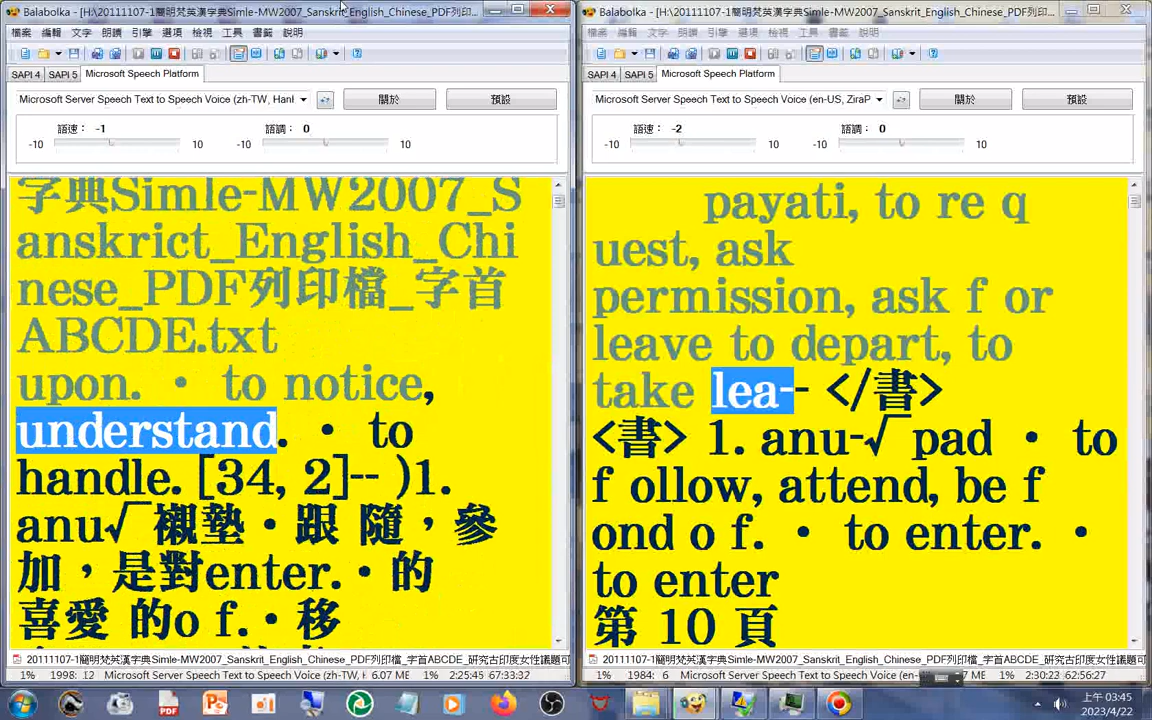 Balabolka - [H:\20111107-1簡明梵英漢字典Simle-MW2007_Sanskrit_English_Chinese_PDF列印...
檔案 編輯 文字 朗讀 引擎 選項 檢視 工具 書籤 說明
SAPI 4 SAPI 5 Microsoft Speech Platform
Microsoft Server Speech Text to Speech Voice (zh-TW, Hanl
關於
預設
語速： -1
語調： 0
-10 10 -10 10
字典Simle-MW2007_S
anskrict_English_Chi
nese_PDF列印檔_字首
ABCDE.txt
upon. • to notice,
understand. • to
handle. [34, 2]-- )1.
anu√襯墊•跟 隨，參
加，是對enter.•的
喜愛 的o f.•移
20111107-1簡明梵英漢字典Simle-MW2007_Sanskrit_English_Chinese_PDF列印檔_字首ABCDE_研究古印度女性議題可
1% 1998: 12 Microsoft Server Speech Text to Speech Voice (zh-TW, H 6.07 ME 1% 2:25:45 67:33:32
Balabolka - [H:\20111107-1簡明梵英漢字典Simle-MW2007_Sanskrit_English_Chinese_PDF列印...
檔案 編輯 文字 朗讀 引擎 選項 檢視 工具 書籤 說明
SAPI 4 SAPI 5 Microsoft Speech Platform
Microsoft Server Speech Text to Speech Voice (en-US, ZiraP
關於
預設
語速： -2
語調： 0
-10 10 -10 10
payati, to re q
uest, ask
permission, ask f or
leave to depart, to
take lea-- </書>
<書> 1. anu-√ pad • to
f ollow, attend, be f
ond o f. • to enter. •
to enter
第 10 頁
20111107-1簡明梵英漢字典Simle-MW2007_Sanskrit_English_Chinese_PDF列印檔_字首ABCDE_研究古印度女性議題可
1% 1984: 6 Microsoft Server Speech Text to Speech Voice 1% 2:30:23 62:56:27
上午 03:45
2023/4/22